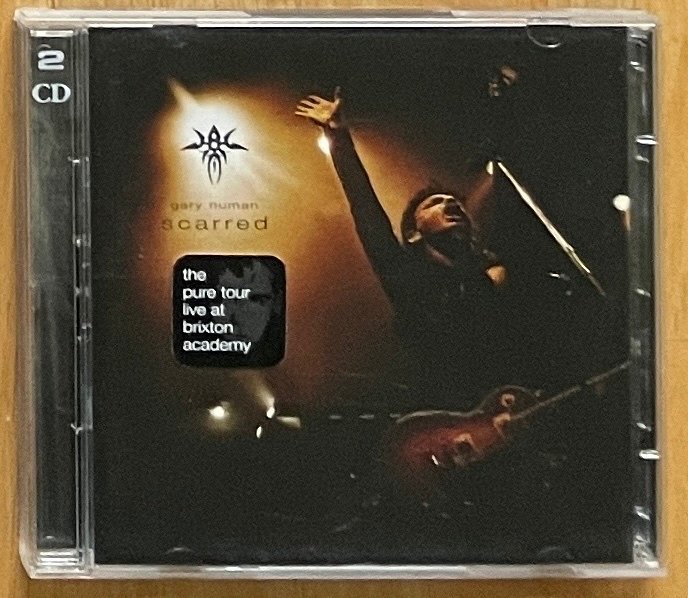 2
CD
gary numan
scarred
the
pure tour
live at
brixton
academy